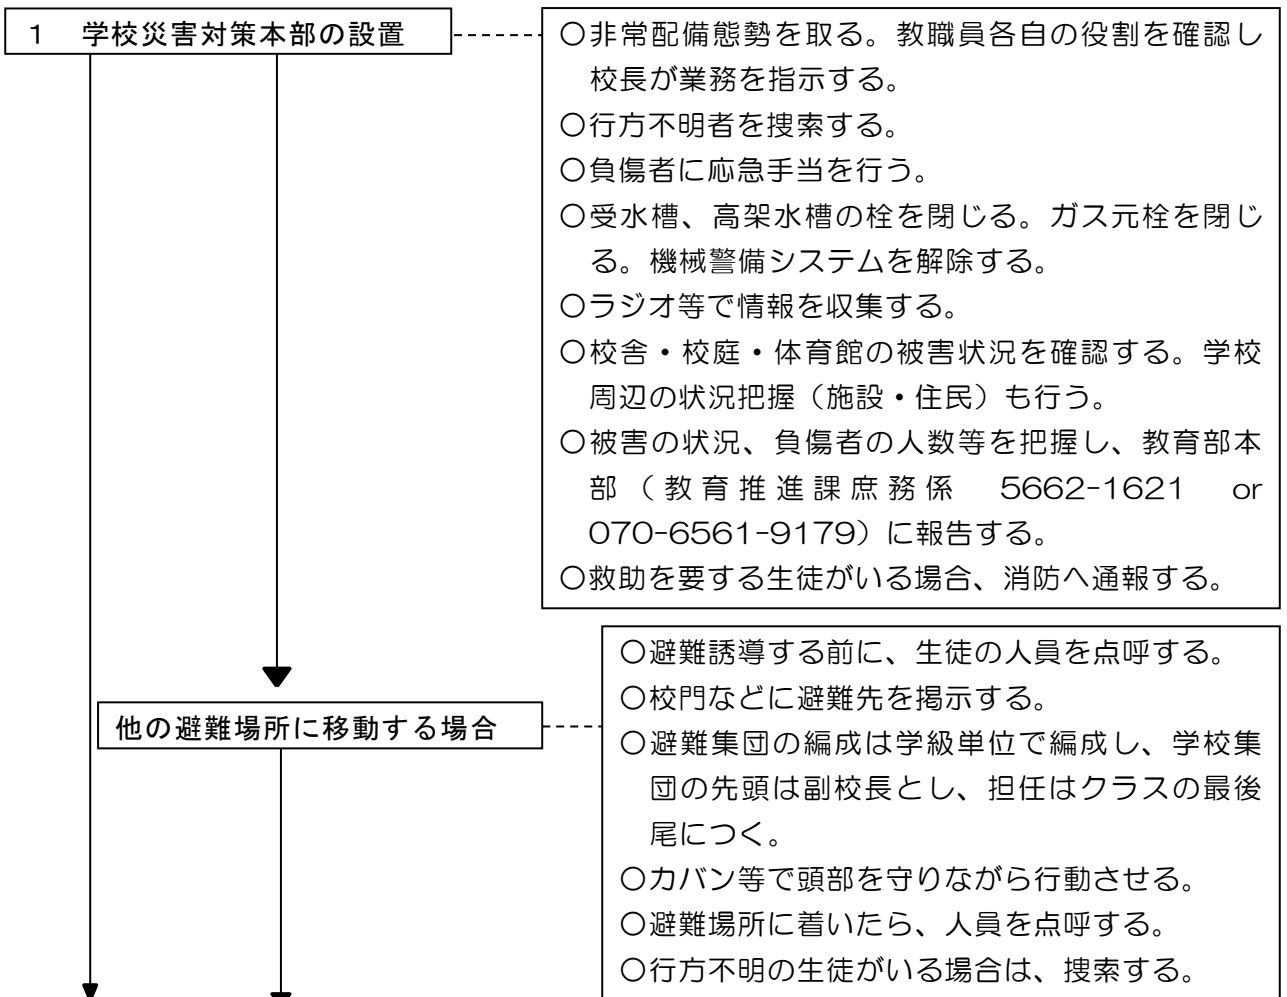 1　学校災害対策本部の設置
〇非常配備態勢を取る。教職員各自の役割を確認し
校長が業務を指示する。
〇行方不明者を捜索する。
〇負傷者に応急手当を行う。
〇受水槽、高架水槽の栓を閉じる。ガス元栓を閉じ
る。機械警備システムを解除する。
〇ラジオ等で情報を収集する。
〇校舎・校庭・体育館の被害状況を確認する。学校
周辺の状況把握（施設・住民）も行う。
〇被害の状況、負傷者の人数等を把握し、教育部本
部（教育推進課庶務係　5662-1621　or
070-6561-9179）に報告する。
〇救助を要する生徒がいる場合、消防へ通報する。
他の避難場所に移動する場合
〇避難誘導する前に、生徒の人員を点呼する。
〇校門などに避難先を掲示する。
〇避難集団の編成は学級単位で編成し、学校集
団の先頭は副校長とし、担任はクラスの最後
尾につく。
〇カバン等で頭部を守りながら行動させる。
〇避難場所に着いたら、人員を点呼する。
〇行方不明の生徒がいる場合は、捜索する。